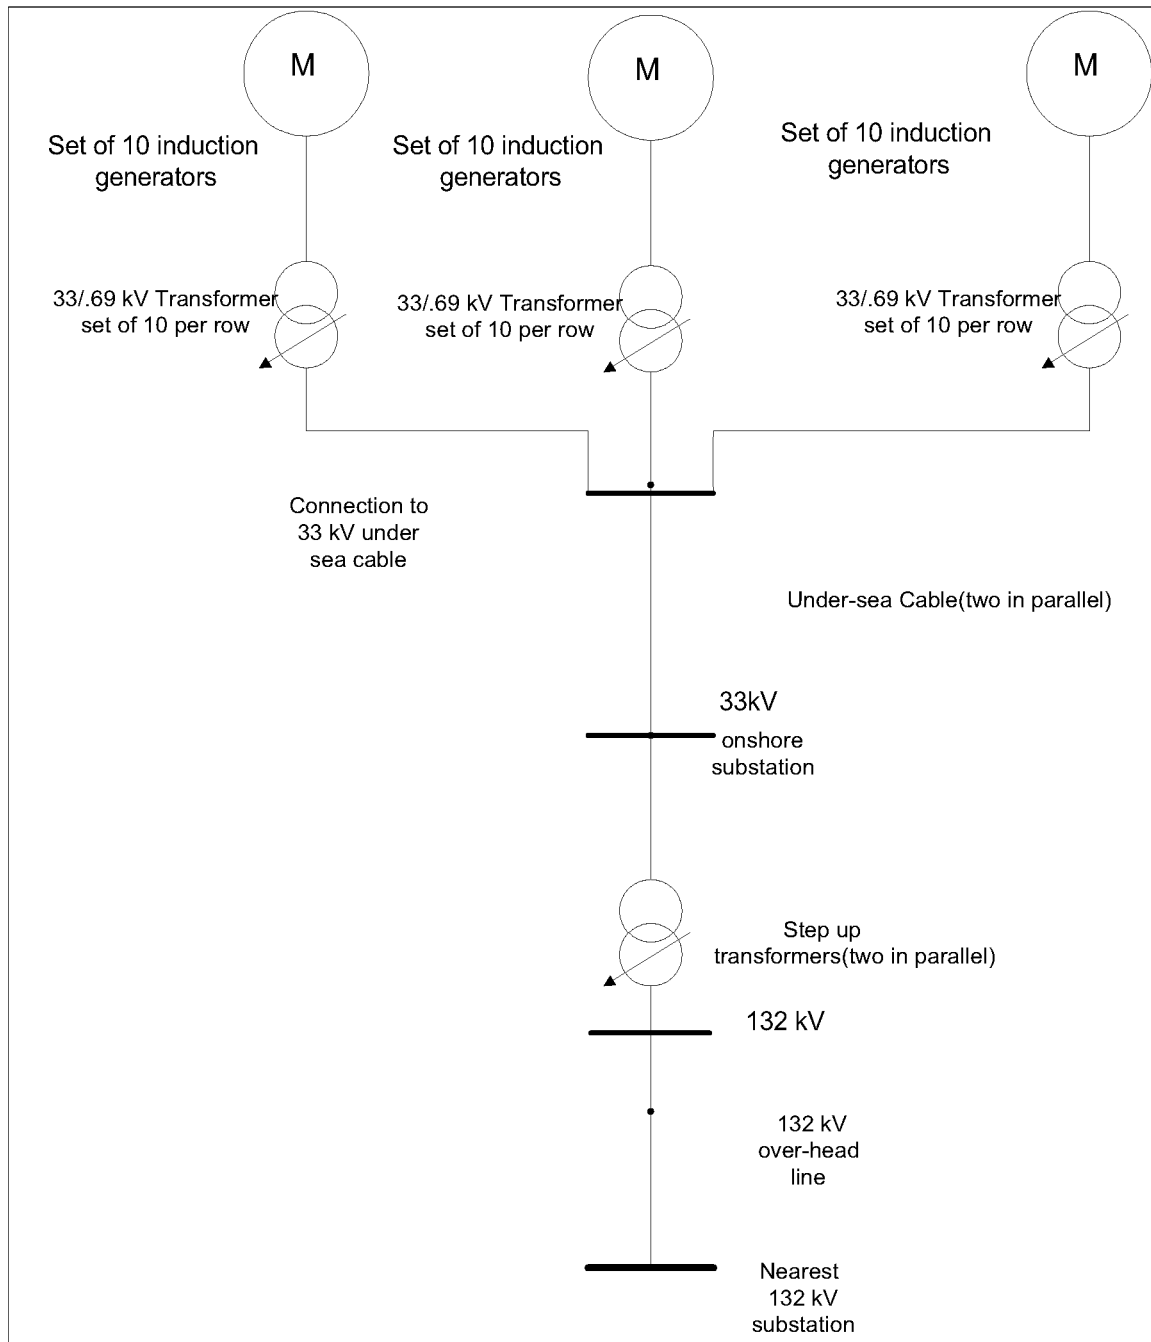 M
M
M
Set of 10 induction
generators
Set of 10 induction
generators
Set of 10 induction
generators
33/.69 kV Transformer
set of 10 per row
33/.69 kV Transformer
set of 10 per row
33/.69 kV Transformer
set of 10 per row
Connection to
33 kV under
sea cable
Under-sea Cable(two in parallel)
33kV
onshore
substation
Step up
transformers(two in parallel)
132 kV
132 kV
over-head
line
Nearest
132 kV
substation